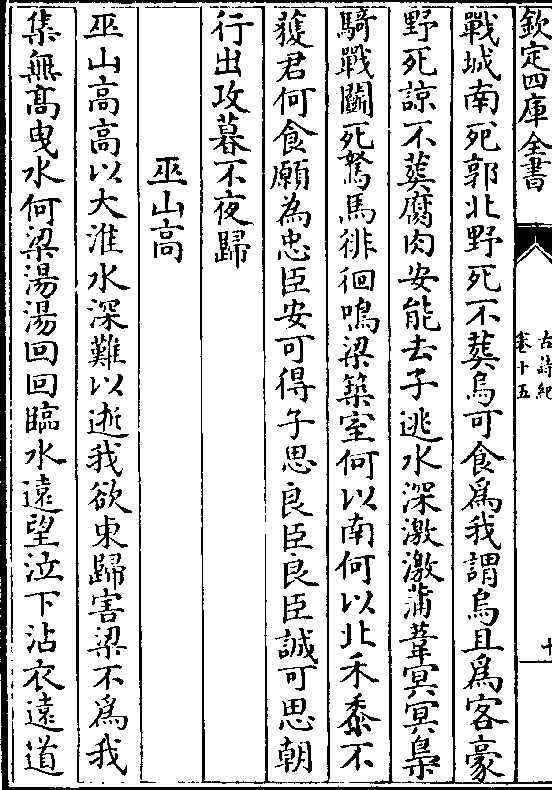 欽定四庫全書
古詩紀
卷十五
十
戰城南死郭北野死不葬烏可食為我謂烏且為客豪
野死諒不葬腐肉安能去子逃水深激激蒲葦冥冥梟
騎戰鬭死駑馬徘徊鳴梁築室何以南何以北禾黍不
穫君何食願為忠臣安可得子思良臣良臣誠可思朝
行出攻暮不夜歸
巫山高
巫山高高以大淮水深難以逝我欲東歸害梁不為我
集無高曳水何梁湯湯回回臨水遠望泣下沾衣遠道